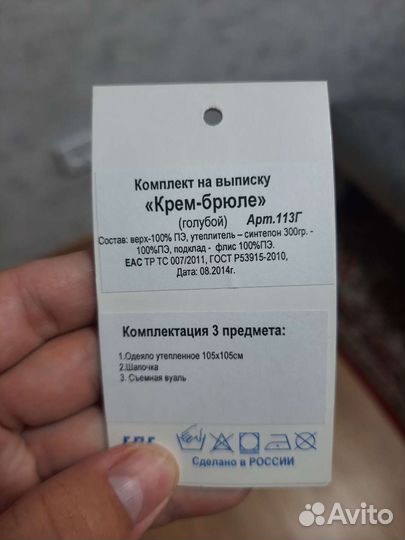 Комплект на выписку
«Крем-брюле»
(голубой) Арт.113Г
Состав: верх-100% ПЭ, утеплитель – синтепон 300гр. -
100%ПЭ, подклад - флис 100%ПЭ.
ЕАС ТР ТС 007/2011, ГОСТ Р53915-2010,
Дата: 08.2014г.
Комплектация 3 предмета:
1.Одеяло утепленное 105х105см
2.Шапочка
3. Съемная вуаль
Сделано в РОССИИ
Avito